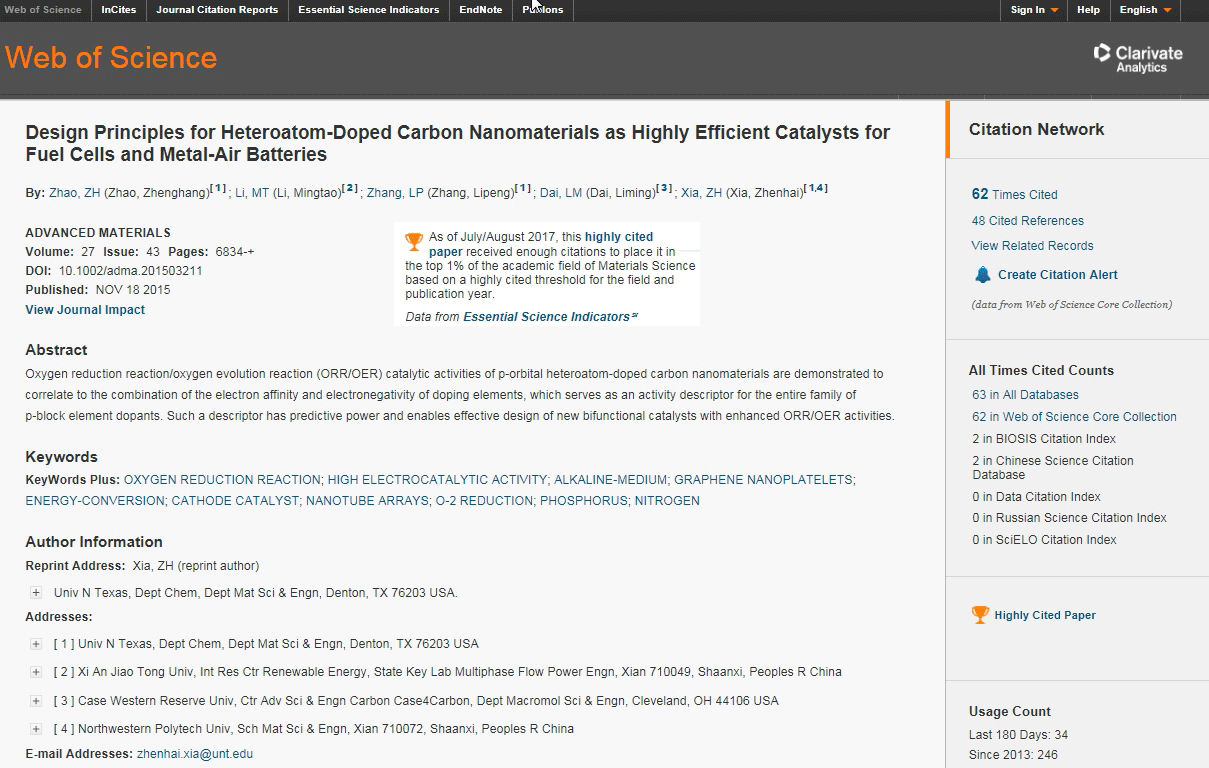 Web of Science InCites Journal Citation Reports Essential Science Indicators EndNote Sign In Help English
Web of Science
Clarivate
Analytics
Design Principles for Heteroatom-Doped Carbon Nanomaterials as Highly Efficient Catalysts for
Fuel Cells and Metal-Air Batteries
By: Zhao, ZH (Zhao, Zhenghang)[ 1 ] ; Li, MT (Li, Mingtao)[ 2 ] ; Zhang, LP (Zhang, Lipeng)[ 1 ] ; Dai, LM (Dai, Liming)[ 3 ] ; Xia, ZH (Xia, Zhenhai)[ 1,4 ]
ADVANCED MATERIALS
Volume: 27 Issue: 43 Pages: 6834-+
DOI: 10.1002/adma.201503211
Published: NOV 18 2015
View Journal Impact
As of July/August 2017, this highly cited
paper received enough citations to place it in
the top 1% of the academic field of Materials Science
based on a highly cited threshold for the field and
publication year.
Data from Essential Science Indicators
Abstract
Oxygen reduction reaction/oxygen evolution reaction (ORR/OER) catalytic activities of p-orbital heteroatom-doped carbon nanomaterials are demonstrated to
correlate to the combination of the electron affinity and electronegativity of doping elements, which serves as an activity descriptor for the entire family of
p-block element dopants. Such a descriptor has predictive power and enables effective design of new bifunctional catalysts with enhanced ORR/OER activities.
Keywords
KeyWords Plus: OXYGEN REDUCTION REACTION; HIGH ELECTROCATALYTIC ACTIVITY; ALKALINE-MEDIUM; GRAPHENE NANOPLATELETS;
ENERGY-CONVERSION; CATHODE CATALYST; NANOTUBE ARRAYS; O-2 REDUCTION; PHOSPHORUS; NITROGEN
Author Information
Reprint Address: Xia, ZH (reprint author)
+ Univ N Texas, Dept Chem, Dept Mat Sci & Engn, Denton, TX 76203 USA.
Addresses:
+ [ 1 ] Univ N Texas, Dept Chem, Dept Mat Sci & Engn, Denton, TX 76203 USA
+ [ 2 ] Xi An Jiao Tong Univ, Int Res Ctr Renewable Energy, State Key Lab Multiphase Flow Power Engn, Xian 710049, Shaanxi, Peoples R China
+ [ 3 ] Case Western Reserve Univ, Ctr Adv Sci & Engn Carbon Case4Carbon, Dept Macromol Sci & Engn, Cleveland, OH 44106 USA
+ [ 4 ] Northwestern Polytech Univ, Sch Mat Sci & Engn, Xian 710072, Shaanxi, Peoples R China
E-mail Addresses: zhenhai.xia@unt.edu
Citation Network
62 Times Cited
48 Cited References
View Related Records
Create Citation Alert
(data from Web of Science Core Collection)
All Times Cited Counts
63 in All Databases
62 in Web of Science Core Collection
2 in BIOSIS Citation Index
2 in Chinese Science Citation
Database
0 in Data Citation Index
0 in Russian Science Citation Index
0 in SciELO Citation Index
Highly Cited Paper
Usage Count
Last 180 Days: 34
Since 2013: 246